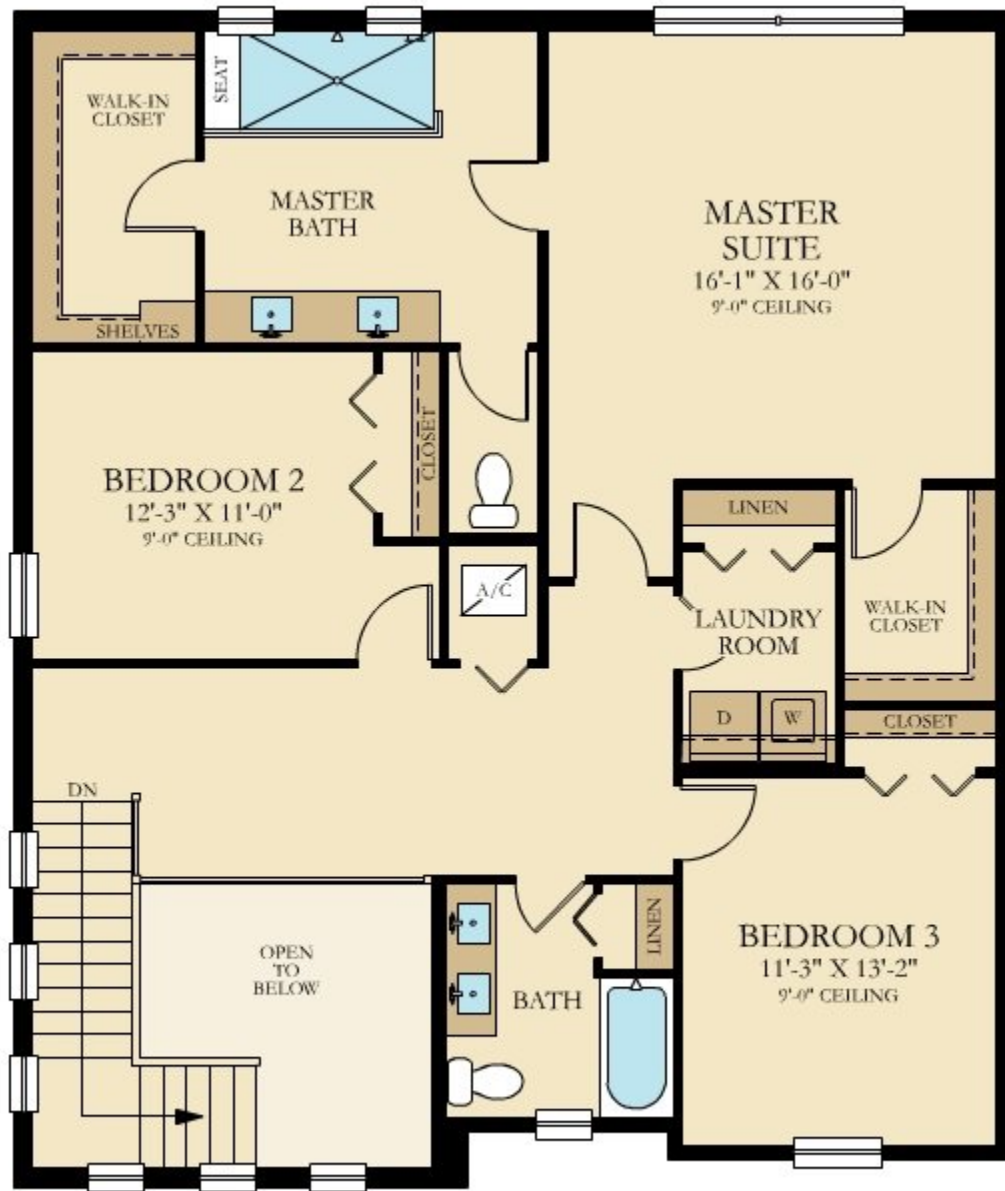 SEAT
WALK-IN
CLOSET
MASTER
BATH
MASTER
SUITE
16'-1" X 16'-0"
9'-0" CEILING
SHELVES
BEDROOM 2
12'-3" X 11'-0"
9'-0" CEILING
CLOSET
LINEN
A/C
LAUNDRY
ROOM
WALK-IN
CLOSET
D
W
CLOSET
DN
OPEN
TO
BELOW
LINEN
BATH
BEDROOM 3
11'-3" X 13'-2"
9'-0" CEILING